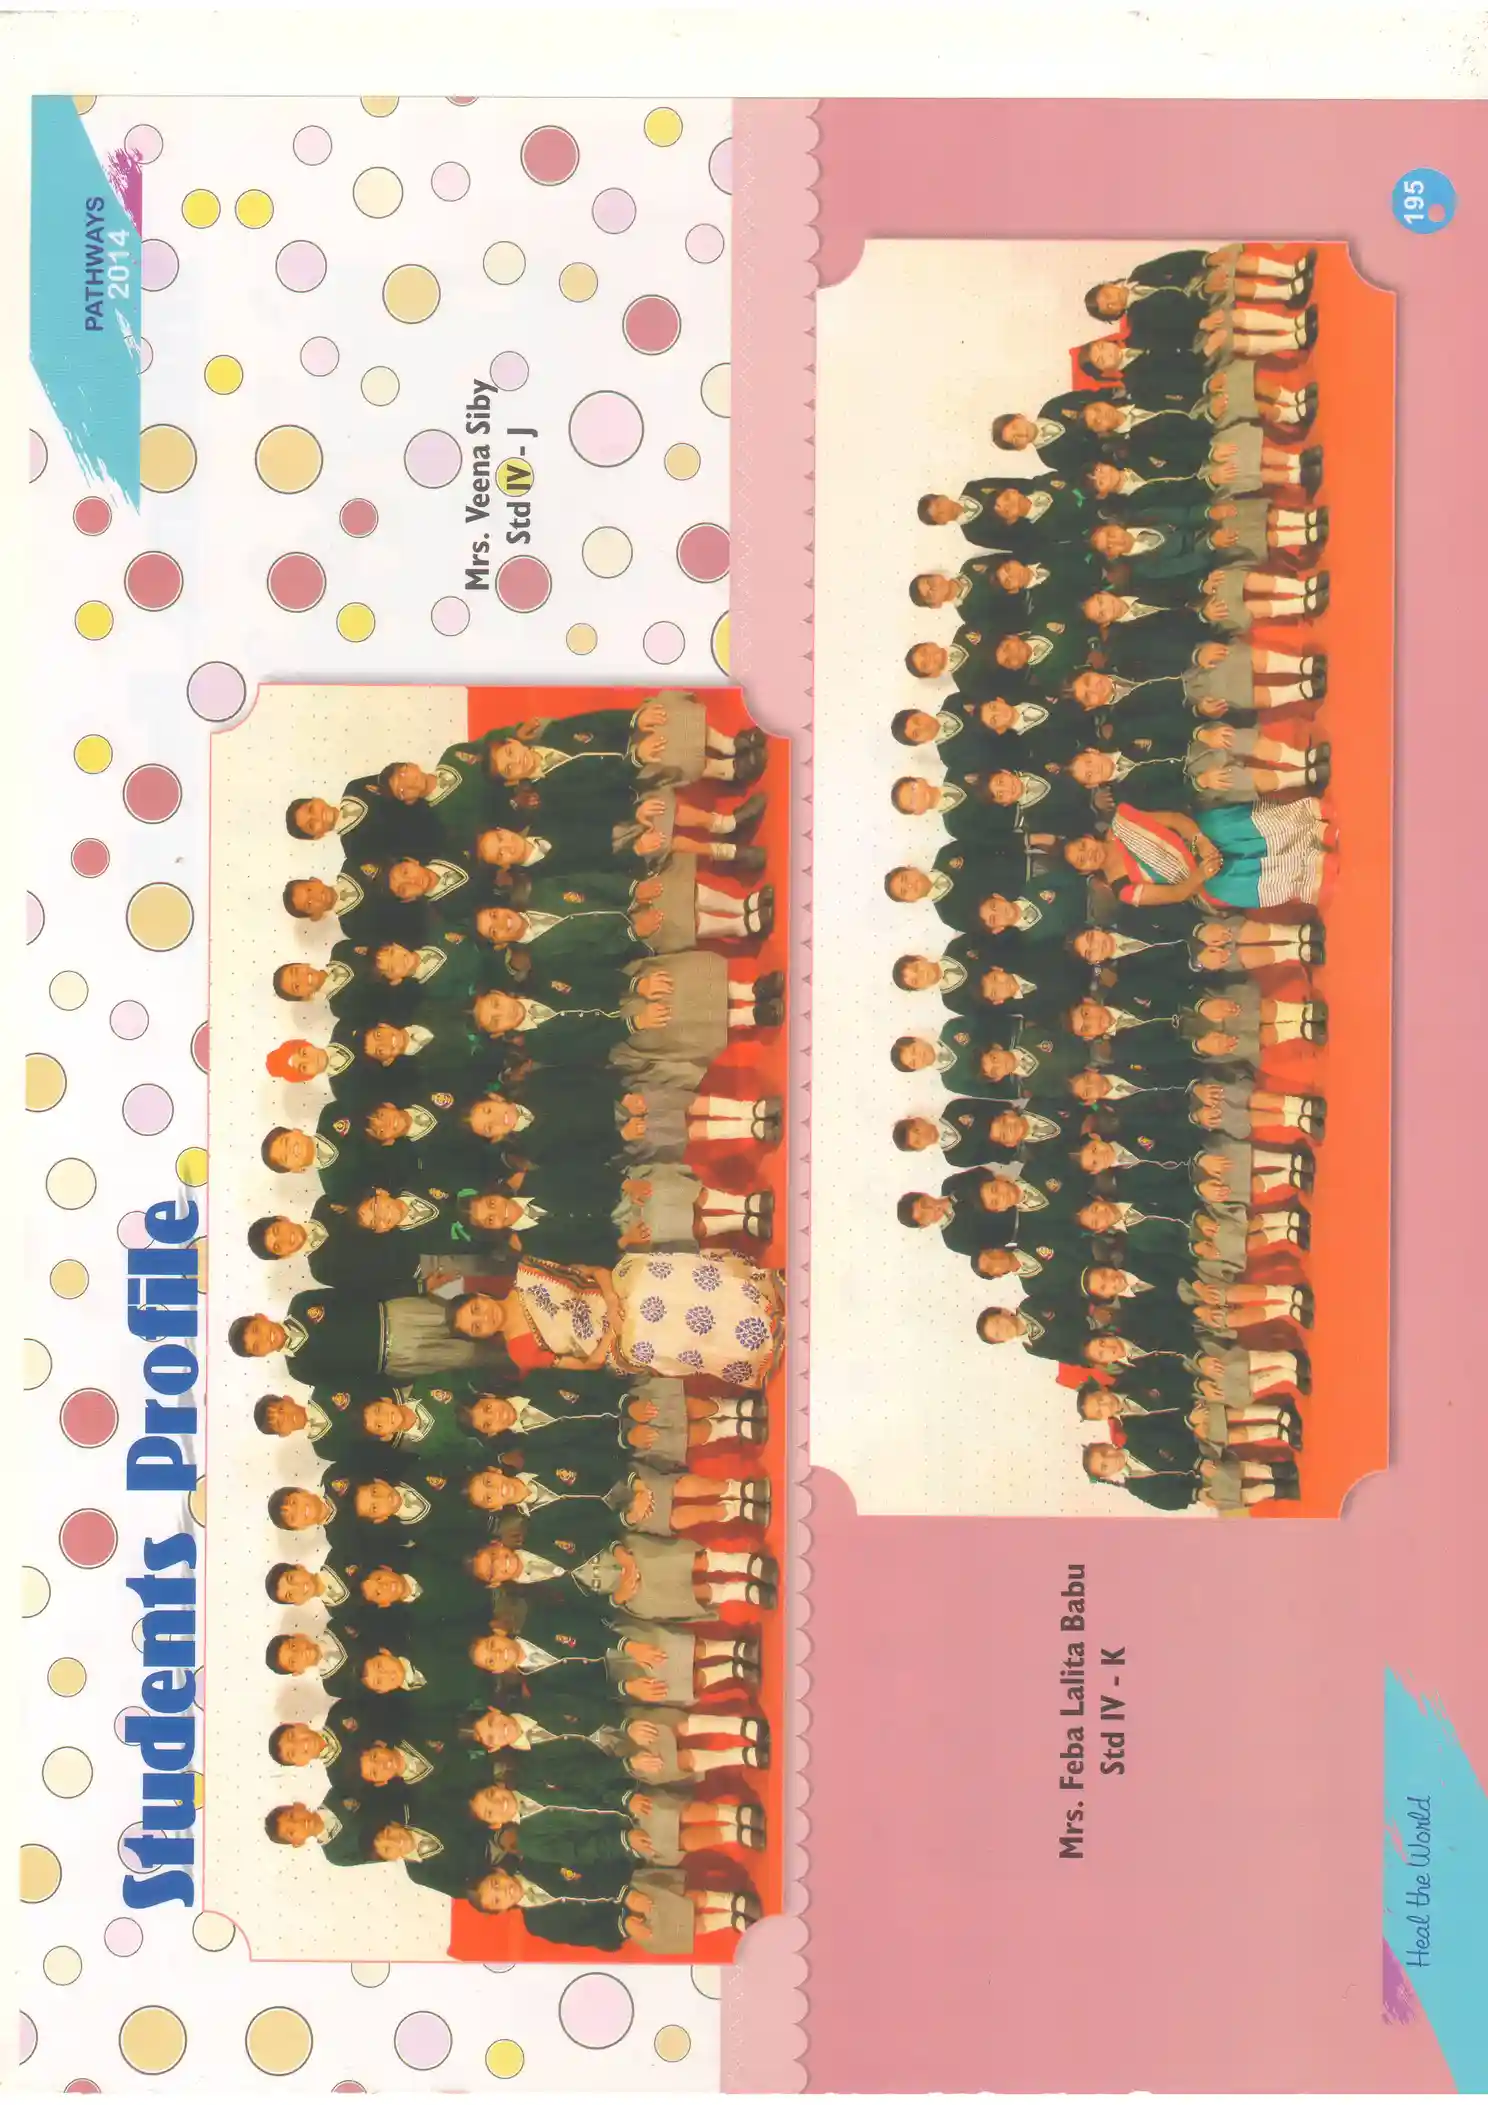 PATHWAYS
2014
Students Profile
Mrs. Veena Siby
Std IV - J
Mrs. Feba Lalita Babu
Std IV - K
Heal the World
195